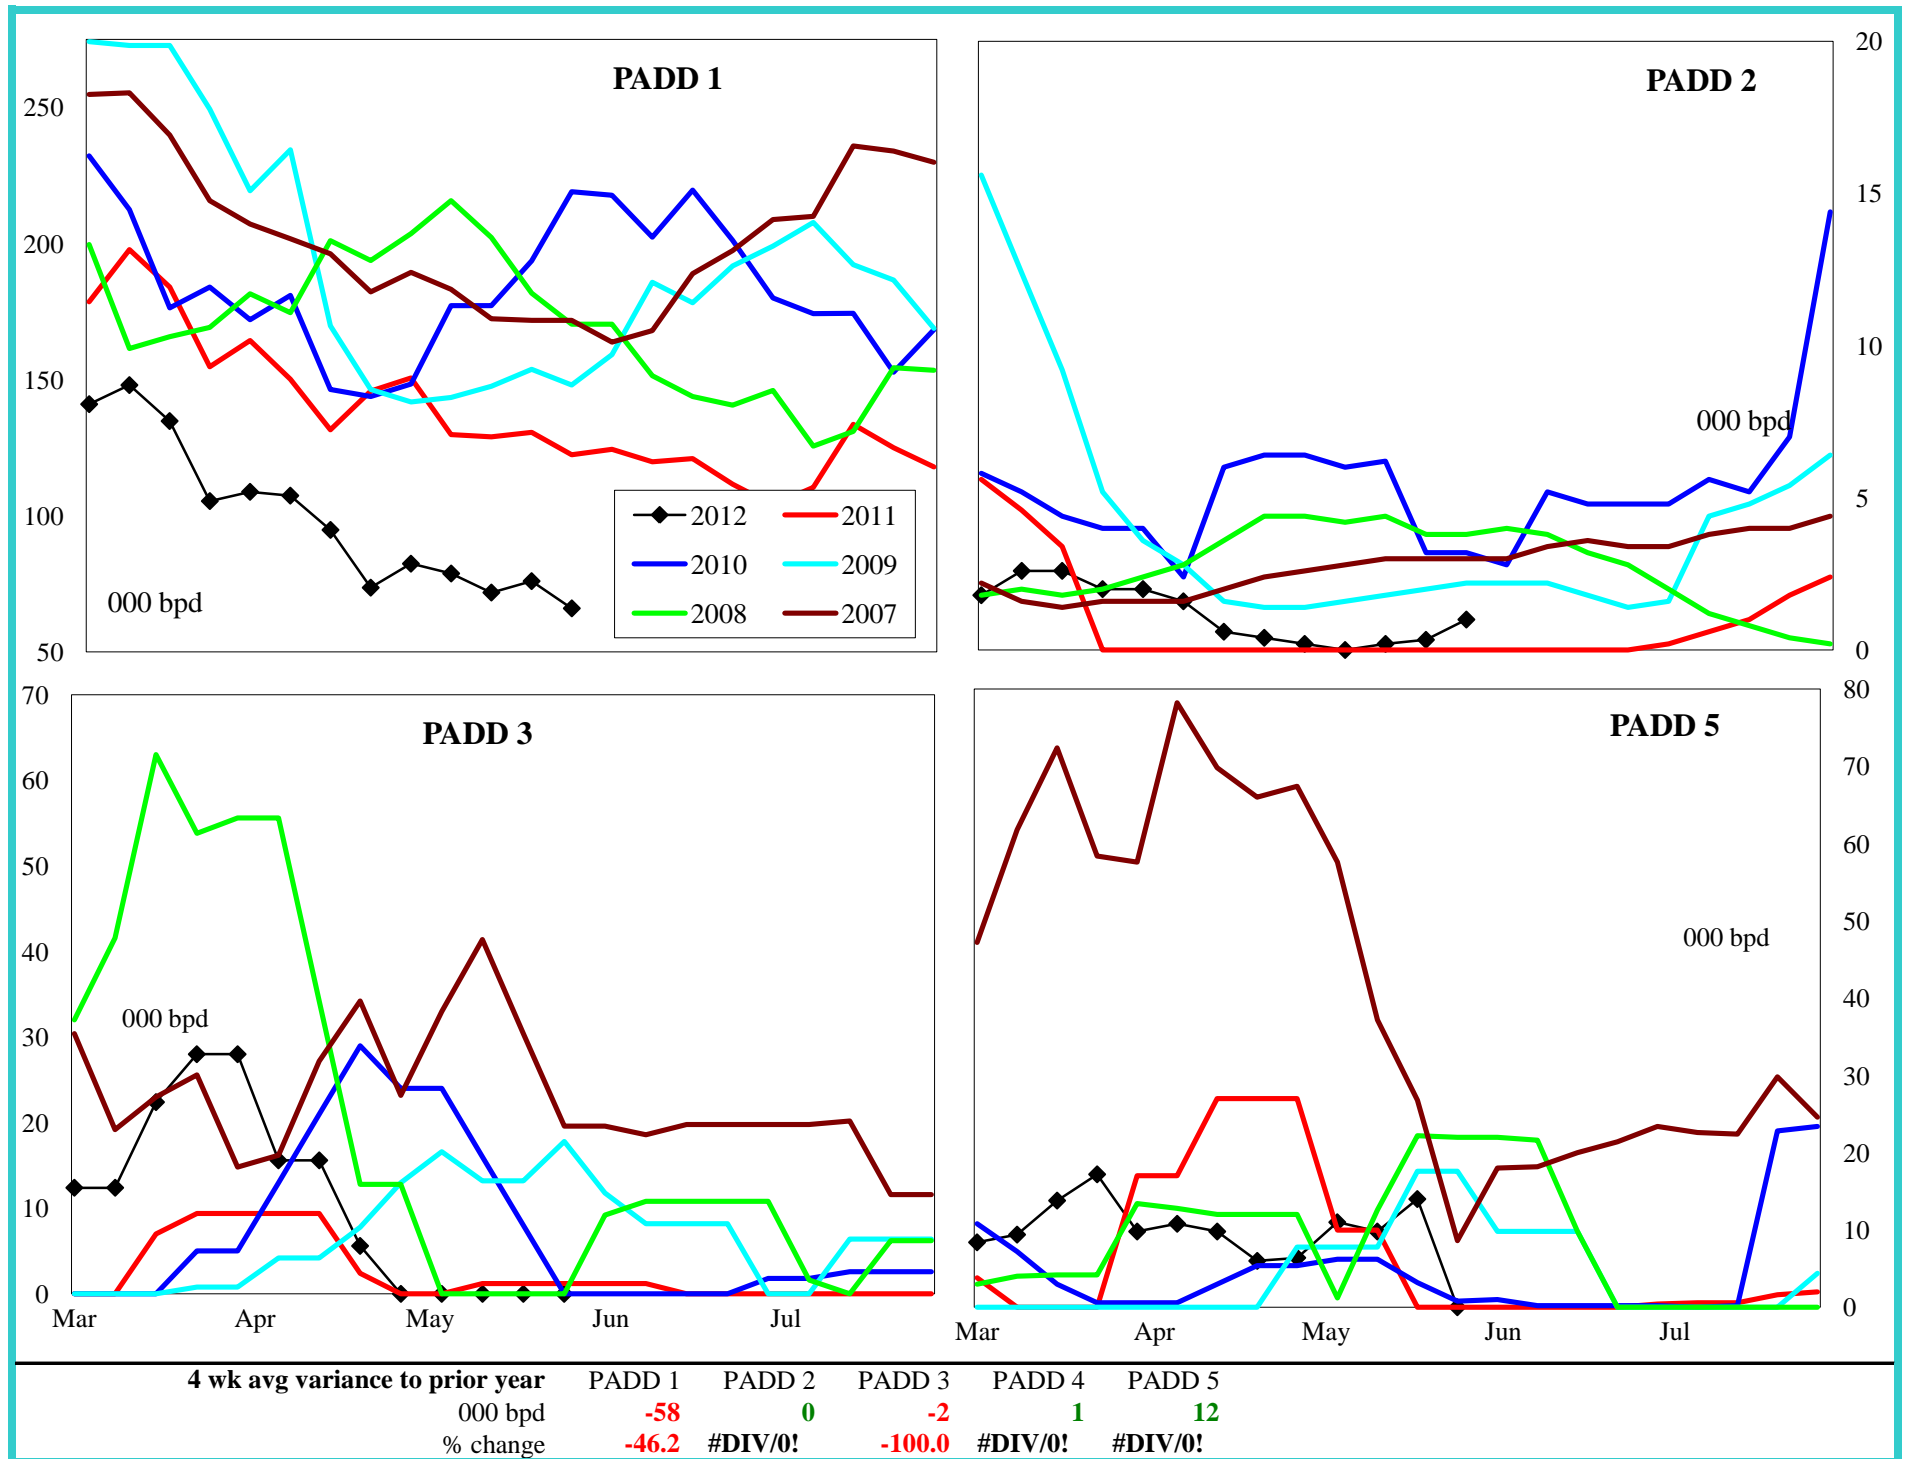 PADD 1
250
200
150
100
50
000 bpd
2012 2011
2010 2009
2008 2007
PADD 2
20
15
10
5
0
000 bpd
PADD 3
70
60
50
40
30
20
10
0
000 bpd
Mar Apr May Jun Jul
PADD 5
80
70
60
50
40
30
20
10
0
000 bpd
Mar Apr May Jun Jul
4 wk avg variance to prior year PADD 1 PADD 2 PADD 3 PADD 4 PADD 5
000 bpd -58 0 -2 1 12
% change -46.2 #DIV/0! -100.0 #DIV/0! #DIV/0!